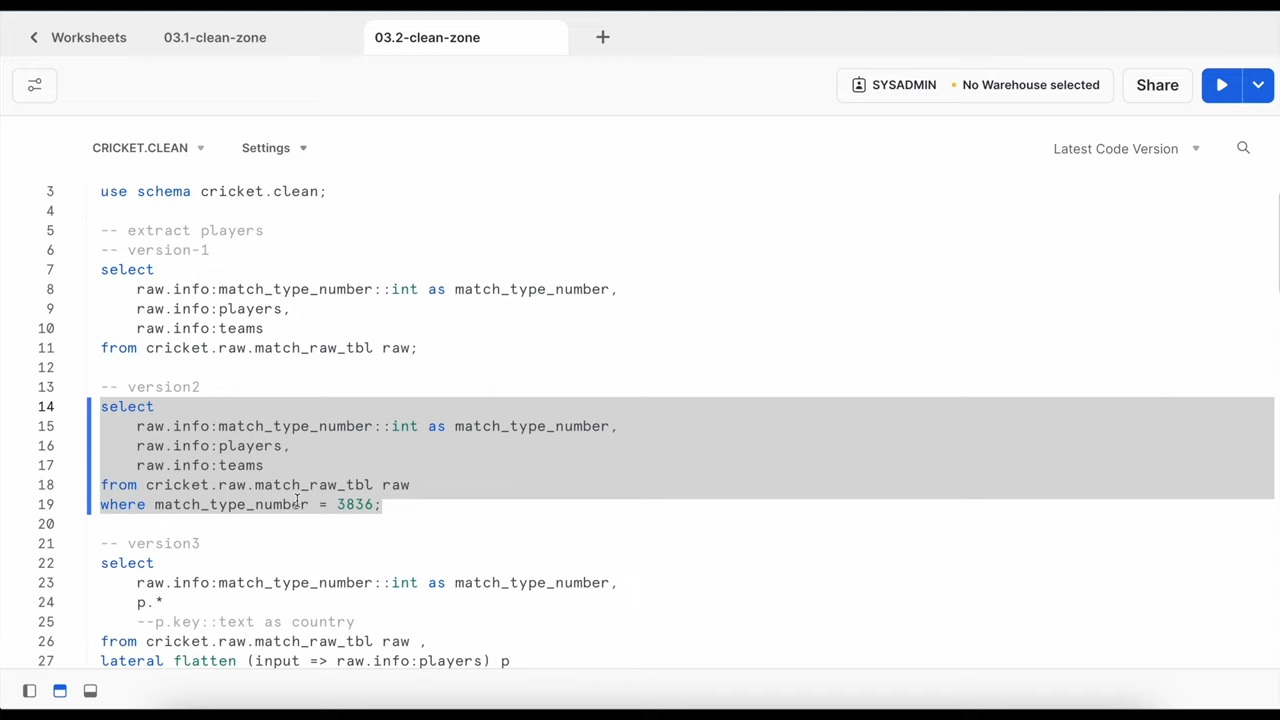 Worksheets 03.1-clean-zone 03.2-clean-zone +
SYSADMIN No Warehouse selected Share
CRICKET.CLEAN Settings Latest Code Version
3 use schema cricket.clean;
4
5 -- extract players
6 -- version-1
7 select
8 raw.info:match_type_number::int as match_type_number,
9 raw.info:players,
10 raw.info:teams
11 from cricket.raw.match_raw_tbl raw;
12
13 -- version2
14 select
15 raw.info:match_type_number::int as match_type_number,
16 raw.info:players,
17 raw.info:teams
18 from cricket.raw.match_raw_tbl raw
19 where match_type_number = 3836;
20
21 -- version3
22 select
23 raw.info:match_type_number::int as match_type_number,
24 p.*
25 --p.key::text as country
26 from cricket.raw.match_raw_tbl raw ,
27 lateral flatten (input => raw.info:players) p